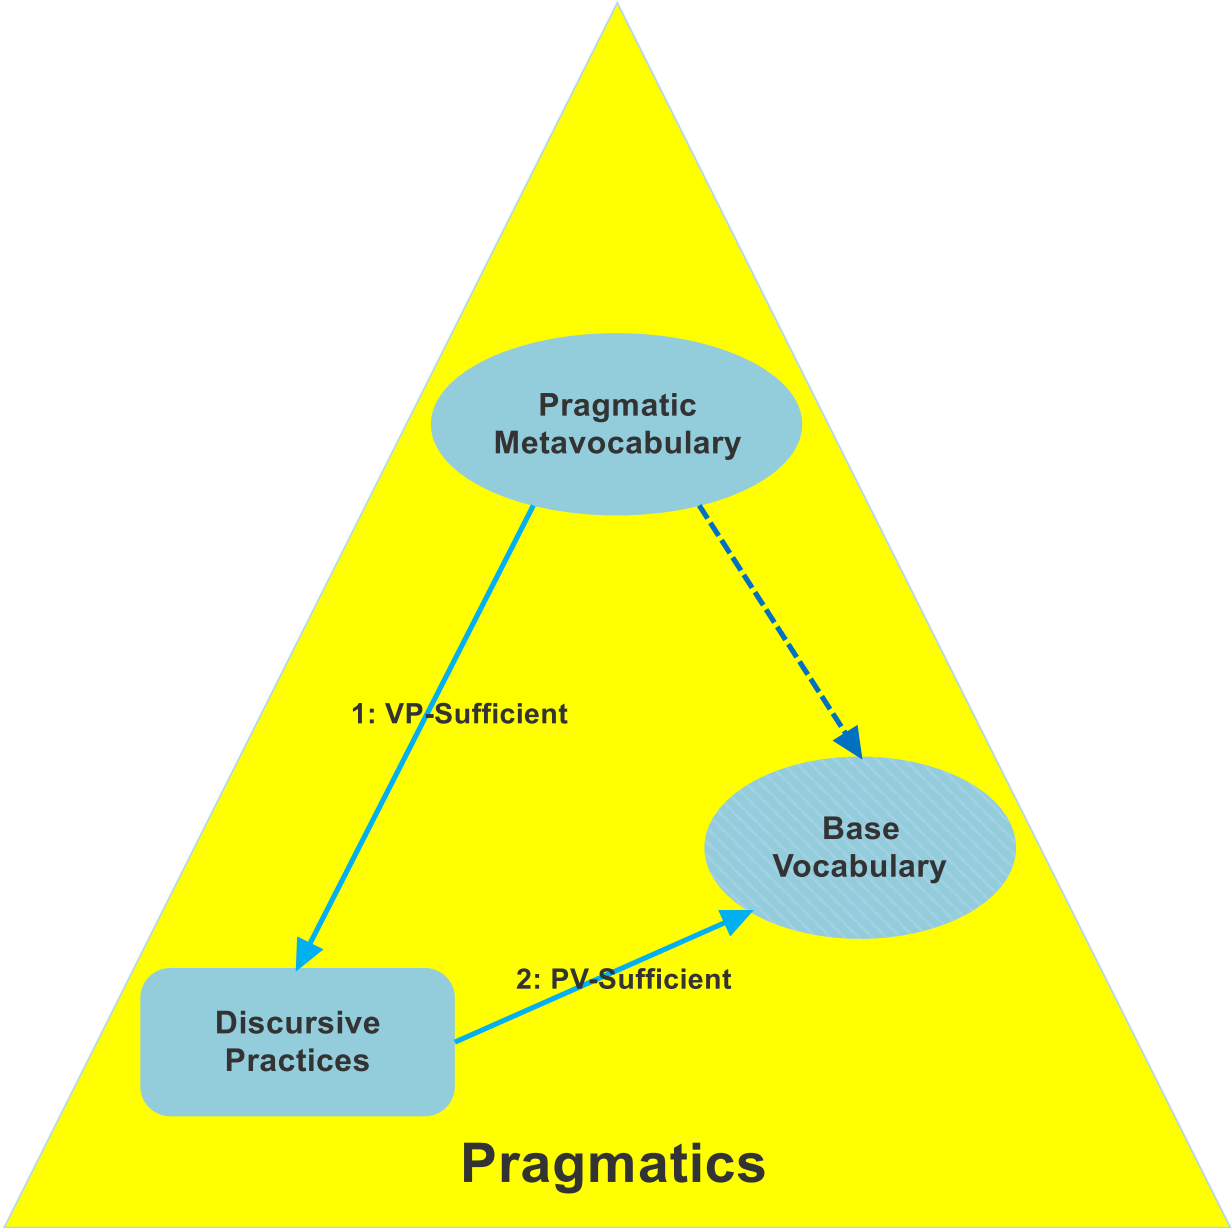 Pragmatic
Metavocabulary
1: VP-Sufficient
Base
Vocabulary
2: PV-Sufficient
Discursive
Practices
Pragmatics